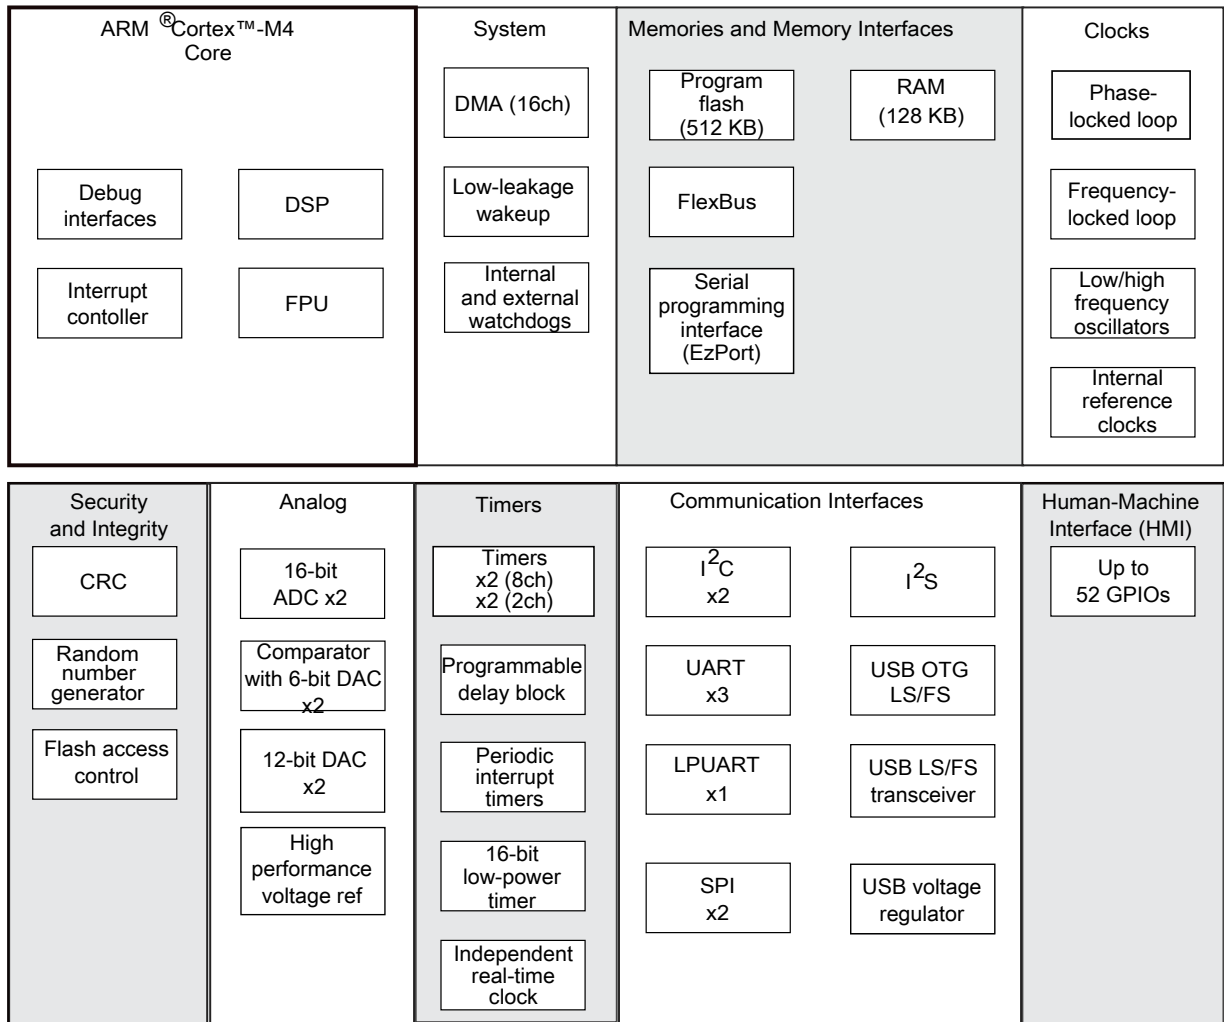 ARM ®Cortex™-M4
Core
Debug
interfaces
DSP
Interrupt
contoller
FPU
System
DMA (16ch)
Low-leakage
wakeup
Internal
and external
watchdogs
Memories and Memory Interfaces
Program
flash
(512 KB)
RAM
(128 KB)
FlexBus
Serial
programming
interface
(EzPort)
Clocks
Phase-
locked loop
Frequency-
locked loop
Low/high
frequency
oscillators
Internal
reference
clocks
Security
and Integrity
CRC
Random
number
generator
Flash access
control
Analog
16-bit
ADC x2
Comparator
with 6-bit DAC
x2
12-bit DAC
x2
High
performance
voltage ref
Timers
Timers
x2 (8ch)
x2 (2ch)
Programmable
delay block
Periodic
interrupt
timers
16-bit
low-power
timer
Independent
real-time
clock
Communication Interfaces
I²C
x2
I²S
UART
x3
USB OTG
LS/FS
LPUART
x1
USB LS/FS
transceiver
SPI
x2
USB voltage
regulator
Human-Machine
Interface (HMI)
Up to
52 GPIOs